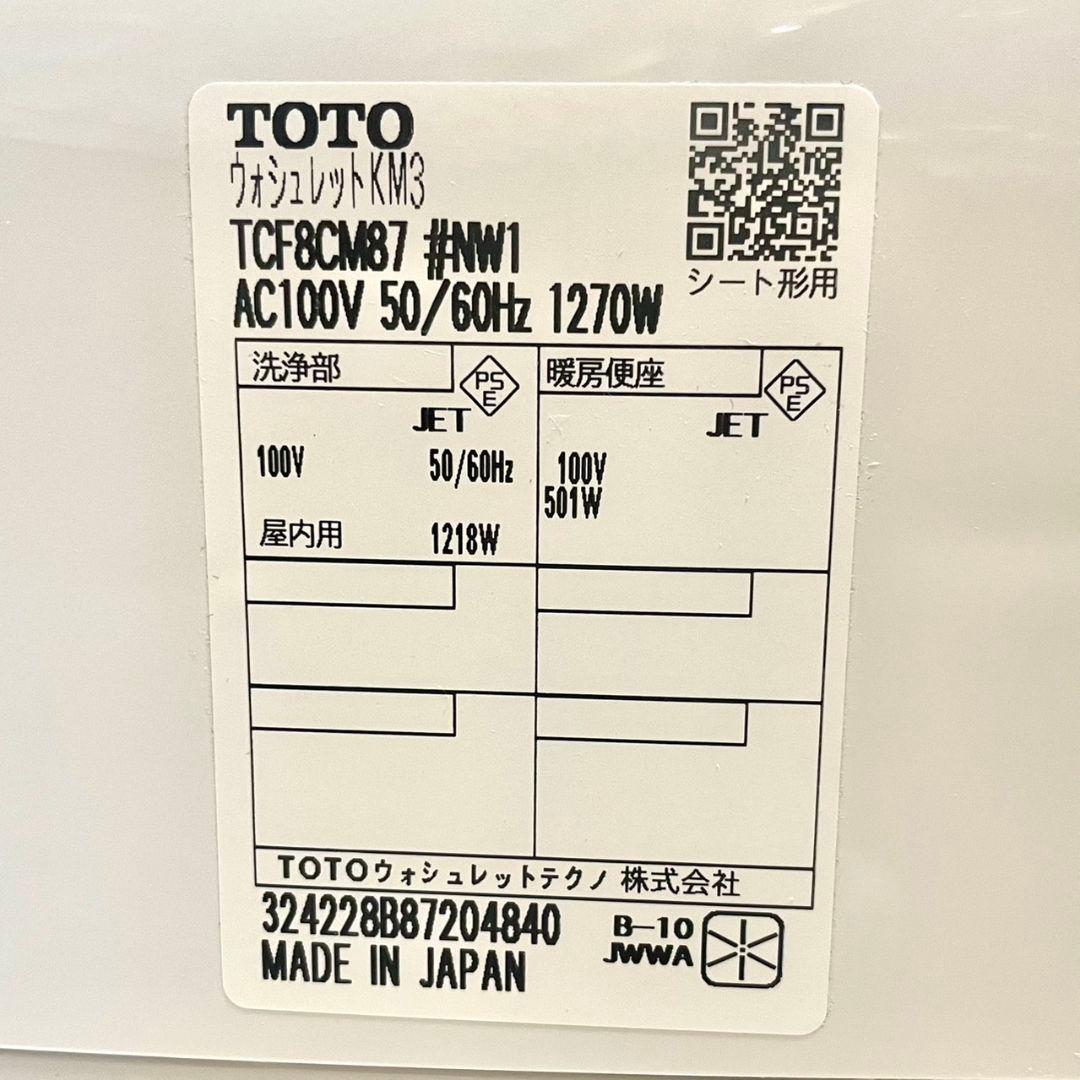 TOTO
ウォシュレットKM3
TCF8CM87 #NW1
AC100V 50/60Hz 1270W
シート形用
洗浄部
PSE
JET
100V 50/60Hz
屋内用 1218W
暖房便座
PSE
JET
100V
501W
TOTOウォシュレットテクノ 株式会社
324228B87204840
MADE IN JAPAN
B-10
JWWA